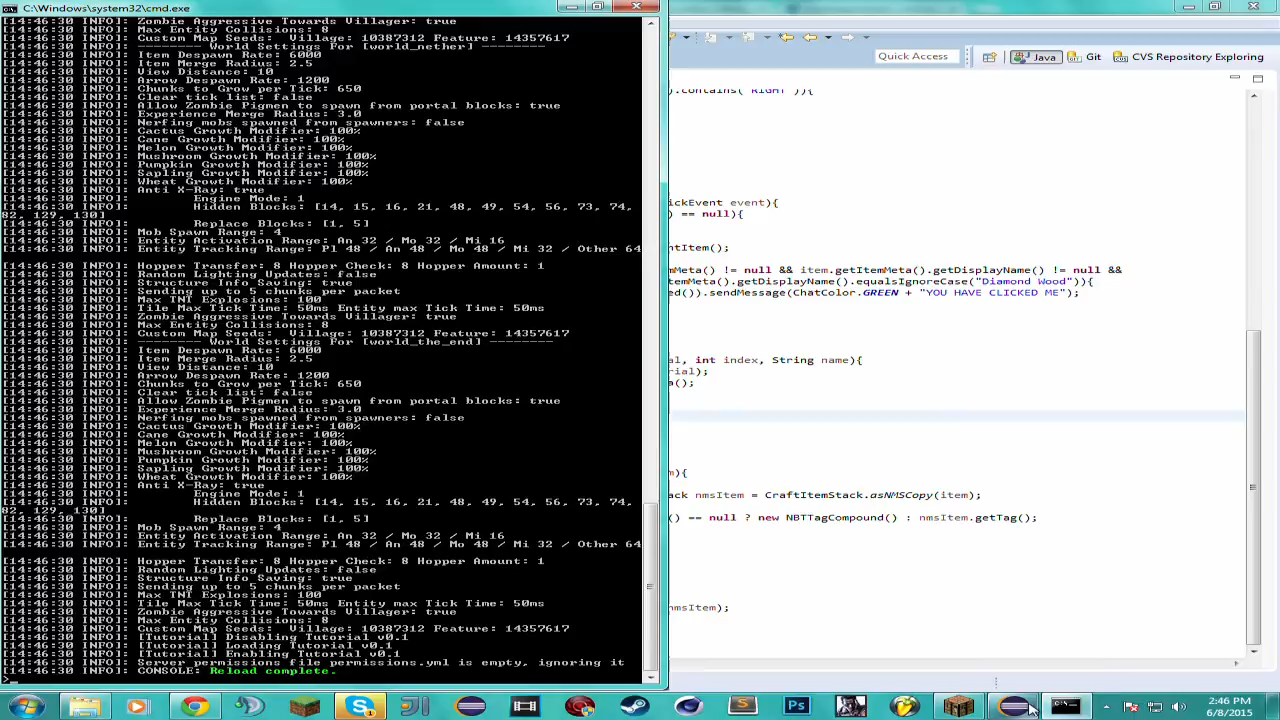 C:\Windows\system32\cmd.exe
[14:46:30 INFO]: Zombie Aggressive Towards Villager: true
[14:46:30 INFO]: Max Entity Collisions: 8
[14:46:30 INFO]: Custom Map Seeds:  Village: 10387312 Feature: 14357617
[14:46:30 INFO]: -------- World Settings For [world_nether] --------
[14:46:30 INFO]: Item Despawn Rate: 6000
[14:46:30 INFO]: Item Merge Radius: 2.5
[14:46:30 INFO]: View Distance: 10
[14:46:30 INFO]: Arrow Despawn Rate: 1200
[14:46:30 INFO]: Chunks to Grow per Tick: 650
[14:46:30 INFO]: Clear tick list: false
[14:46:30 INFO]: Allow Zombie Pigmen to spawn from portal blocks: true
[14:46:30 INFO]: Experience Merge Radius: 3.0
[14:46:30 INFO]: Nerfing mobs spawned from spawners: false
[14:46:30 INFO]: Cactus Growth Modifier: 100%
[14:46:30 INFO]: Cane Growth Modifier: 100%
[14:46:30 INFO]: Melon Growth Modifier: 100%
[14:46:30 INFO]: Mushroom Growth Modifier: 100%
[14:46:30 INFO]: Pumpkin Growth Modifier: 100%
[14:46:30 INFO]: Sapling Growth Modifier: 100%
[14:46:30 INFO]: Wheat Growth Modifier: 100%
[14:46:30 INFO]: Anti X-Ray: true
[14:46:30 INFO]:        Engine Mode: 1
[14:46:30 INFO]:        Hidden Blocks: [14, 15, 16, 21, 48, 49, 54, 56, 73, 74,
82, 129, 130]
[14:46:30 INFO]:        Replace Blocks: [1, 5]
[14:46:30 INFO]: Mob Spawn Range: 4
[14:46:30 INFO]: Entity Activation Range: An 32 / Mo 32 / Mi 16
[14:46:30 INFO]: Entity Tracking Range: Pl 48 / An 48 / Mo 48 / Mi 32 / Other 64
[14:46:30 INFO]: Hopper Transfer: 8 Hopper Check: 8 Hopper Amount: 1
[14:46:30 INFO]: Random Lighting Updates: false
[14:46:30 INFO]: Structure Info Saving: true
[14:46:30 INFO]: Sending up to 5 chunks per packet
[14:46:30 INFO]: Max TNT Explosions: 100
[14:46:30 INFO]: Tile Max Tick Time: 50ms Entity max Tick Time: 50ms
[14:46:30 INFO]: Zombie Aggressive Towards Villager: true
[14:46:30 INFO]: Max Entity Collisions: 8
[14:46:30 INFO]: Custom Map Seeds:  Village: 10387312 Feature: 14357617
[14:46:30 INFO]: -------- World Settings For [world_the_end] --------
[14:46:30 INFO]: Item Despawn Rate: 6000
[14:46:30 INFO]: Item Merge Radius: 2.5
[14:46:30 INFO]: View Distance: 10
[14:46:30 INFO]: Arrow Despawn Rate: 1200
[14:46:30 INFO]: Chunks to Grow per Tick: 650
[14:46:30 INFO]: Clear tick list: false
[14:46:30 INFO]: Allow Zombie Pigmen to spawn from portal blocks: true
[14:46:30 INFO]: Experience Merge Radius: 3.0
[14:46:30 INFO]: Nerfing mobs spawned from spawners: false
[14:46:30 INFO]: Cactus Growth Modifier: 100%
[14:46:30 INFO]: Cane Growth Modifier: 100%
[14:46:30 INFO]: Melon Growth Modifier: 100%
[14:46:30 INFO]: Mushroom Growth Modifier: 100%
[14:46:30 INFO]: Pumpkin Growth Modifier: 100%
[14:46:30 INFO]: Sapling Growth Modifier: 100%
[14:46:30 INFO]: Wheat Growth Modifier: 100%
[14:46:30 INFO]: Anti X-Ray: true
[14:46:30 INFO]:        Engine Mode: 1
[14:46:30 INFO]:        Hidden Blocks: [14, 15, 16, 21, 48, 49, 54, 56, 73, 74,
82, 129, 130]
[14:46:30 INFO]:        Replace Blocks: [1, 5]
[14:46:30 INFO]: Mob Spawn Range: 4
[14:46:30 INFO]: Entity Activation Range: An 32 / Mo 32 / Mi 16
[14:46:30 INFO]: Entity Tracking Range: Pl 48 / An 48 / Mo 48 / Mi 32 / Other 64
[14:46:30 INFO]: Hopper Transfer: 8 Hopper Check: 8 Hopper Amount: 1
[14:46:30 INFO]: Random Lighting Updates: false
[14:46:30 INFO]: Structure Info Saving: true
[14:46:30 INFO]: Sending up to 5 chunks per packet
[14:46:30 INFO]: Max TNT Explosions: 100
[14:46:30 INFO]: Tile Max Tick Time: 50ms Entity max Tick Time: 50ms
[14:46:30 INFO]: Zombie Aggressive Towards Villager: true
[14:46:30 INFO]: Max Entity Collisions: 8
[14:46:30 INFO]: Custom Map Seeds:  Village: 10387312 Feature: 14357617
[14:46:30 INFO]: [Tutorial] Disabling Tutorial v0.1
[14:46:30 INFO]: [Tutorial] Loading Tutorial v0.1
[14:46:30 INFO]: [Tutorial] Enabling Tutorial v0.1
[14:46:30 INFO]: Server permissions file permissions.yml is empty, ignoring it
[14:46:30 INFO]: CONSOLE: Reload complete.
>
Quick Access Java Git CVS Repository Exploring
).contains("RIGHT")){
ickEvent event){
) == null){
ntItem();
mMeta() != null && item.getItemMeta().getDisplayName() != null &&
emMeta().getDisplayName().equalsIgnoreCase("Diamond Wood")){
ed()).sendMessage(ChatColor.GREEN + "YOU HAVE CLICKED ME");
al, int index, String name){
rial);
a();
m){
ack nmsItem = CraftItemStack.asNMSCopy(item);
() == null ? new NBTTagCompound() : nmsItem.getTag();
nmsItem);
2:46 PM
6/8/2015